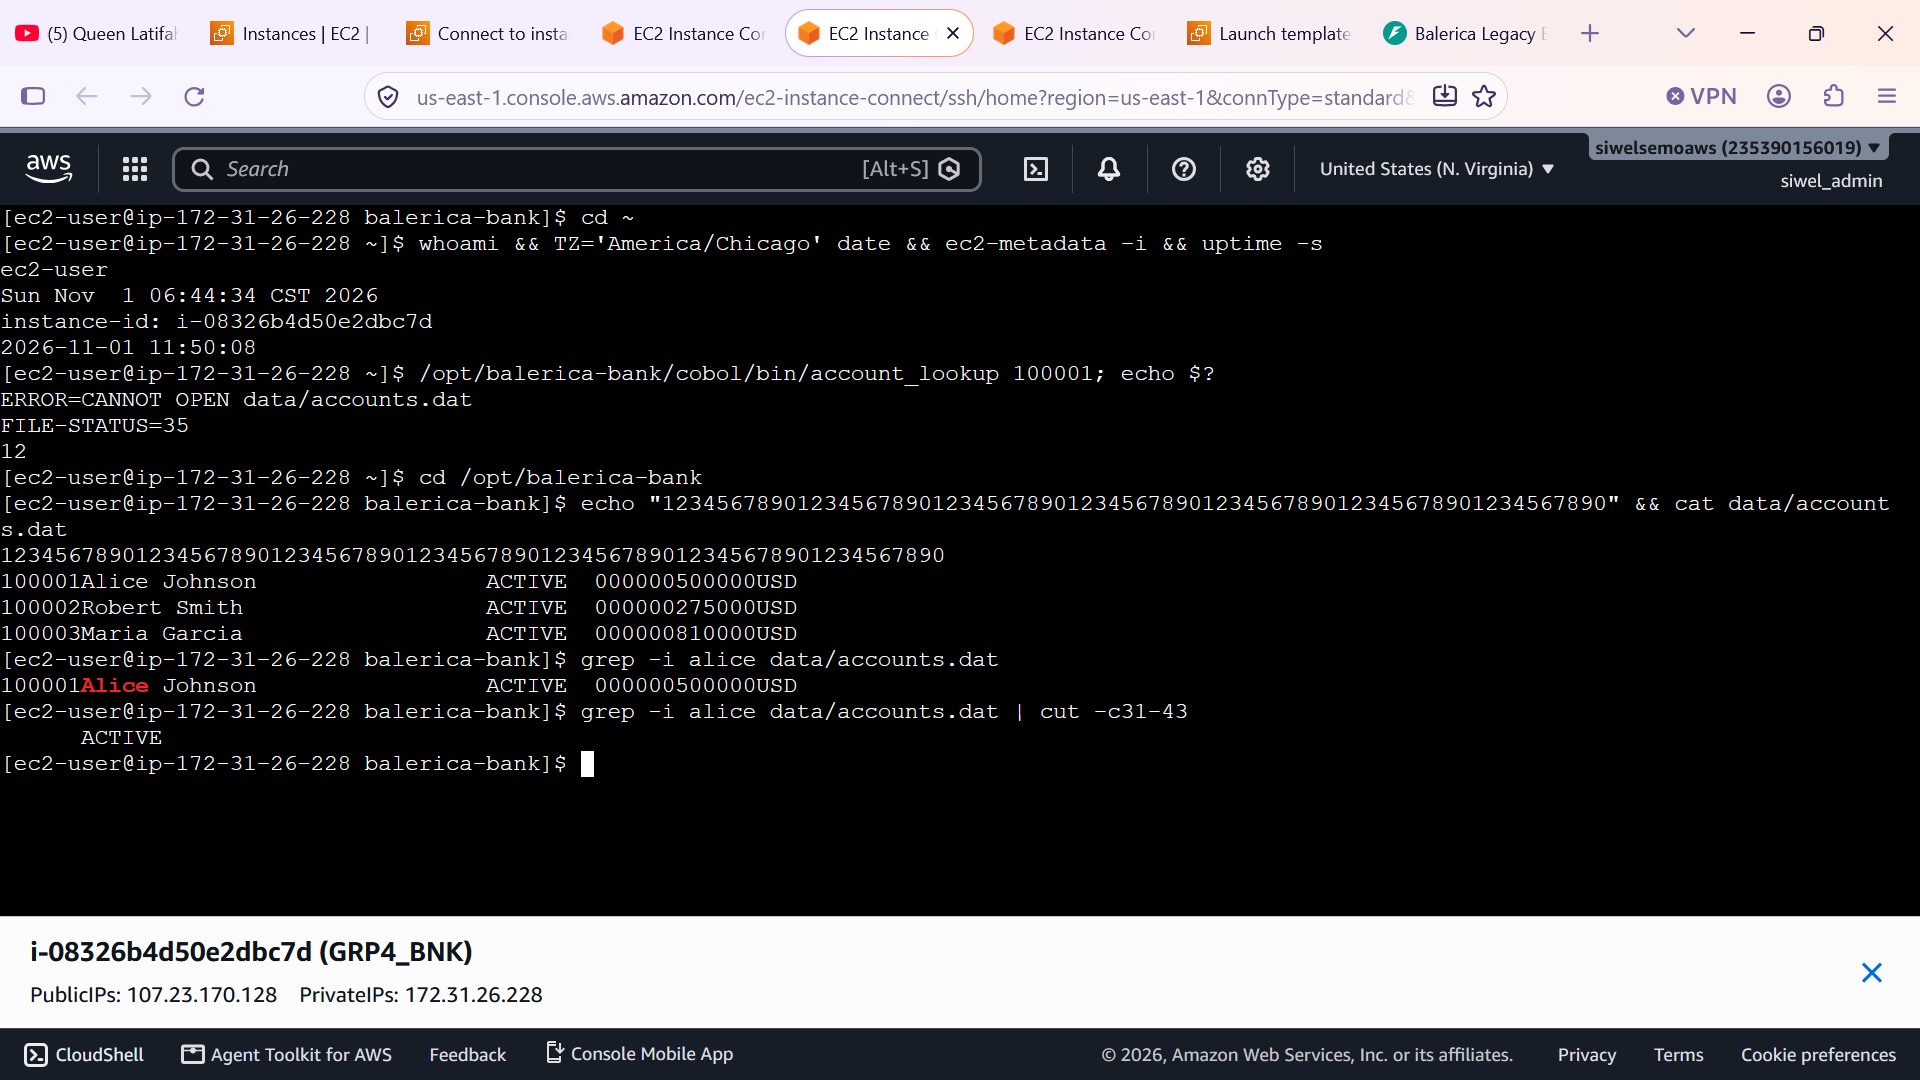 (5) Queen Latifah
Instances | EC2 |
Connect to insta
EC2 Instance Co
EC2 Instance
EC2 Instance Co
Launch template
Balerica Legacy
us-east-1.console.aws.amazon.com/ec2-instance-connect/ssh/home?region=us-east-1&connType=standard&
VPN
aws
Search
[Alt+S]
United States (N. Virginia)
siwelsemoaws (235390156019)
siwel_admin
[ec2-user@ip-172-31-26-228 balerica-bank]$ cd ~
[ec2-user@ip-172-31-26-228 ~]$ whoami && TZ='America/Chicago' date && ec2-metadata -i && uptime -s
ec2-user
Sun Nov  1 06:44:34 CST 2026
instance-id: i-08326b4d50e2dbc7d
2026-11-01 11:50:08
[ec2-user@ip-172-31-26-228 ~]$ /opt/balerica-bank/cobol/bin/account_lookup 100001; echo $?
ERROR=CANNOT OPEN data/accounts.dat
FILE-STATUS=35
12
[ec2-user@ip-172-31-26-228 ~]$ cd /opt/balerica-bank
[ec2-user@ip-172-31-26-228 balerica-bank]$ echo "1234567890123456789012345678901234567890123456789012345678901234567890" && cat data/account
s.dat
1234567890123456789012345678901234567890123456789012345678901234567890
100001Alice Johnson                 ACTIVE  000000500000USD
100002Robert Smith                  ACTIVE  000000275000USD
100003Maria Garcia                  ACTIVE  000000810000USD
[ec2-user@ip-172-31-26-228 balerica-bank]$ grep -i alice data/accounts.dat
100001Alice Johnson                 ACTIVE  000000500000USD
[ec2-user@ip-172-31-26-228 balerica-bank]$ grep -i alice data/accounts.dat | cut -c31-43
      ACTIVE
[ec2-user@ip-172-31-26-228 balerica-bank]$
i-08326b4d50e2dbc7d (GRP4_BNK)
PublicIPs: 107.23.170.128    PrivateIPs: 172.31.26.228
CloudShell
Agent Toolkit for AWS
Feedback
Console Mobile App
© 2026, Amazon Web Services, Inc. or its affiliates.
Privacy
Terms
Cookie preferences